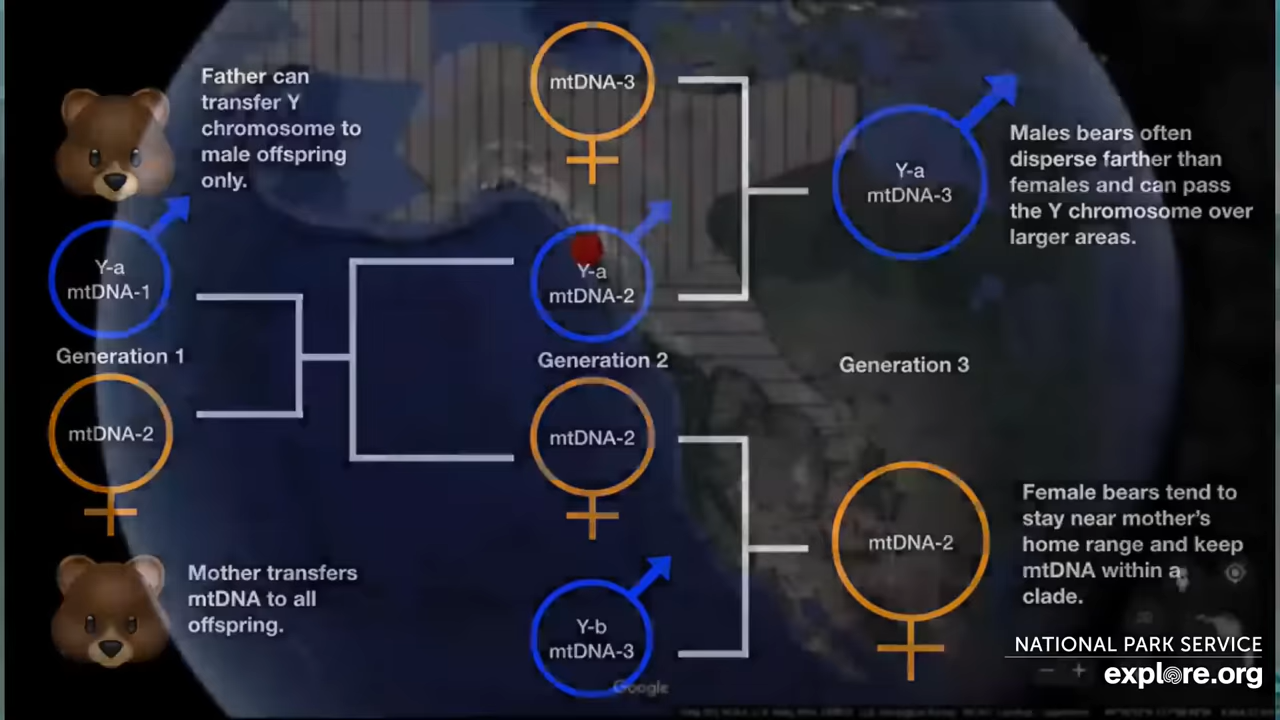 Father can
transfer Y
chromosome to
male offspring
only.
Y-a
mtDNA-1
Generation 1
mtDNA-2
Mother transfers
mtDNA to all
offspring.
mtDNA-3
Y-a
mtDNA-2
Generation 2
mtDNA-2
Y-b
mtDNA-3
Google
Y-a
mtDNA-3
Males bears often
disperse farther than
females and can pass
the Y chromosome over
larger areas.
Generation 3
mtDNA-2
Female bears tend to
stay near mother's
home range and keep
mtDNA within a
clade.
NATIONAL PARK SERVICE
explore.org